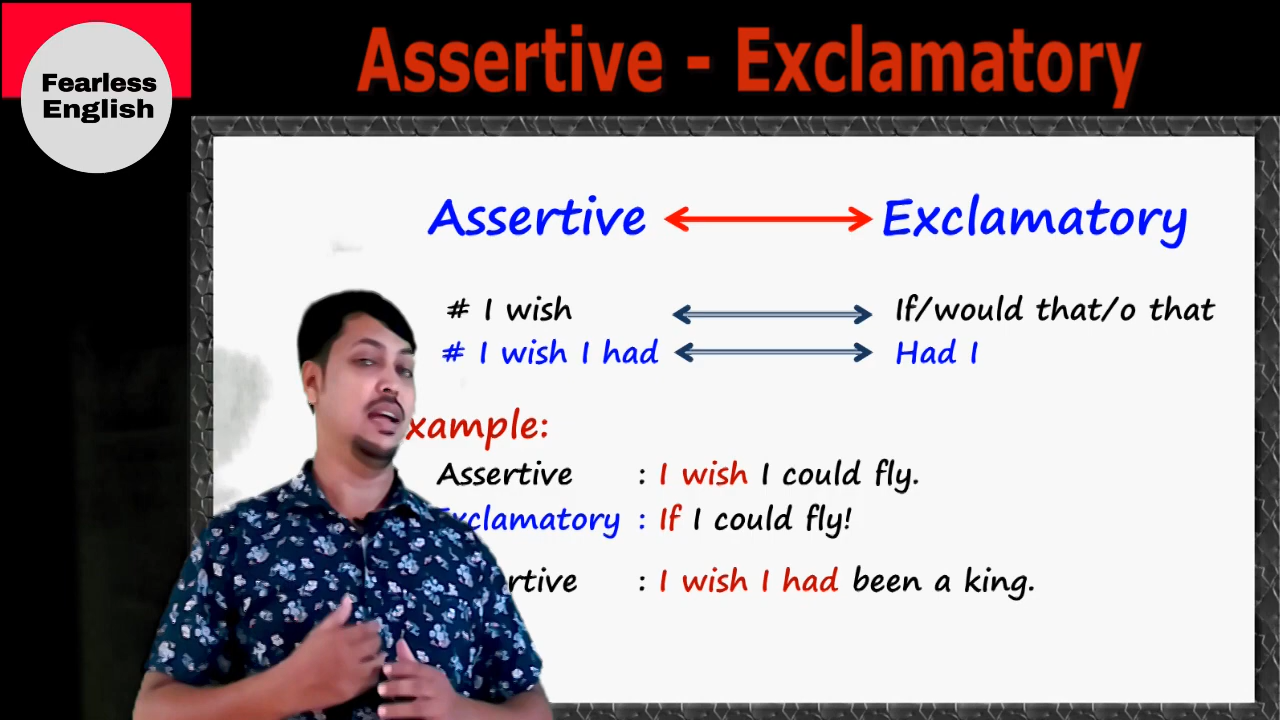 Fearless
English
Assertive - Exclamatory
Assertive Exclamatory
# I wish If/would that/o that
# I wish I had Had I
xample:
Assertive : I wish I could fly.
xclamatory : If I could fly!
rtive : I wish I had been a king.